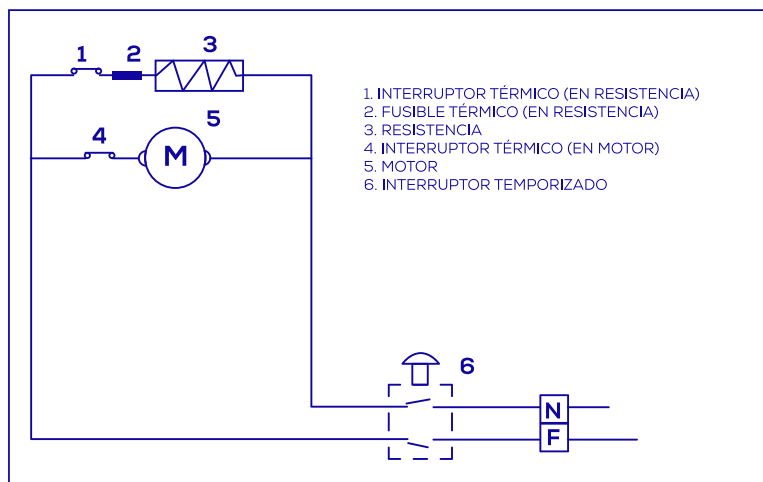 1
2
3
4
5
M
1. INTERRUPTOR TÉRMICO (EN RESISTENCIA)
2. FUSIBLE TÉRMICO (EN RESISTENCIA)
3. RESISTENCIA
4. INTERRUPTOR TÉRMICO (EN MOTOR)
5. MOTOR
6. INTERRUPTOR TEMPORIZADO
6
N
F